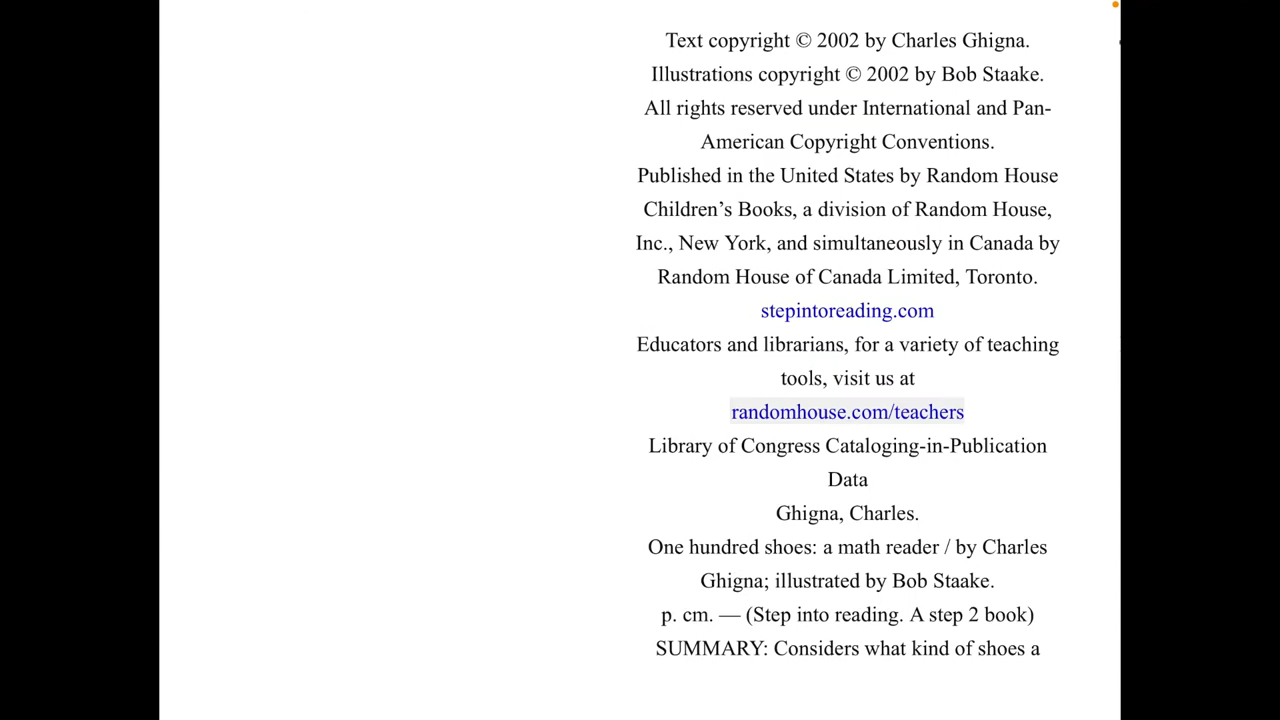 Text copyright © 2002 by Charles Ghigna.
Illustrations copyright © 2002 by Bob Staake.
All rights reserved under International and Pan-
American Copyright Conventions.
Published in the United States by Random House
Children’s Books, a division of Random House,
Inc., New York, and simultaneously in Canada by
Random House of Canada Limited, Toronto.
stepintoreading.com
Educators and librarians, for a variety of teaching
tools, visit us at
randomhouse.com/teachers
Library of Congress Cataloging-in-Publication
Data
Ghigna, Charles.
One hundred shoes: a math reader / by Charles
Ghigna; illustrated by Bob Staake.
p. cm. — (Step into reading. A step 2 book)
SUMMARY: Considers what kind of shoes a